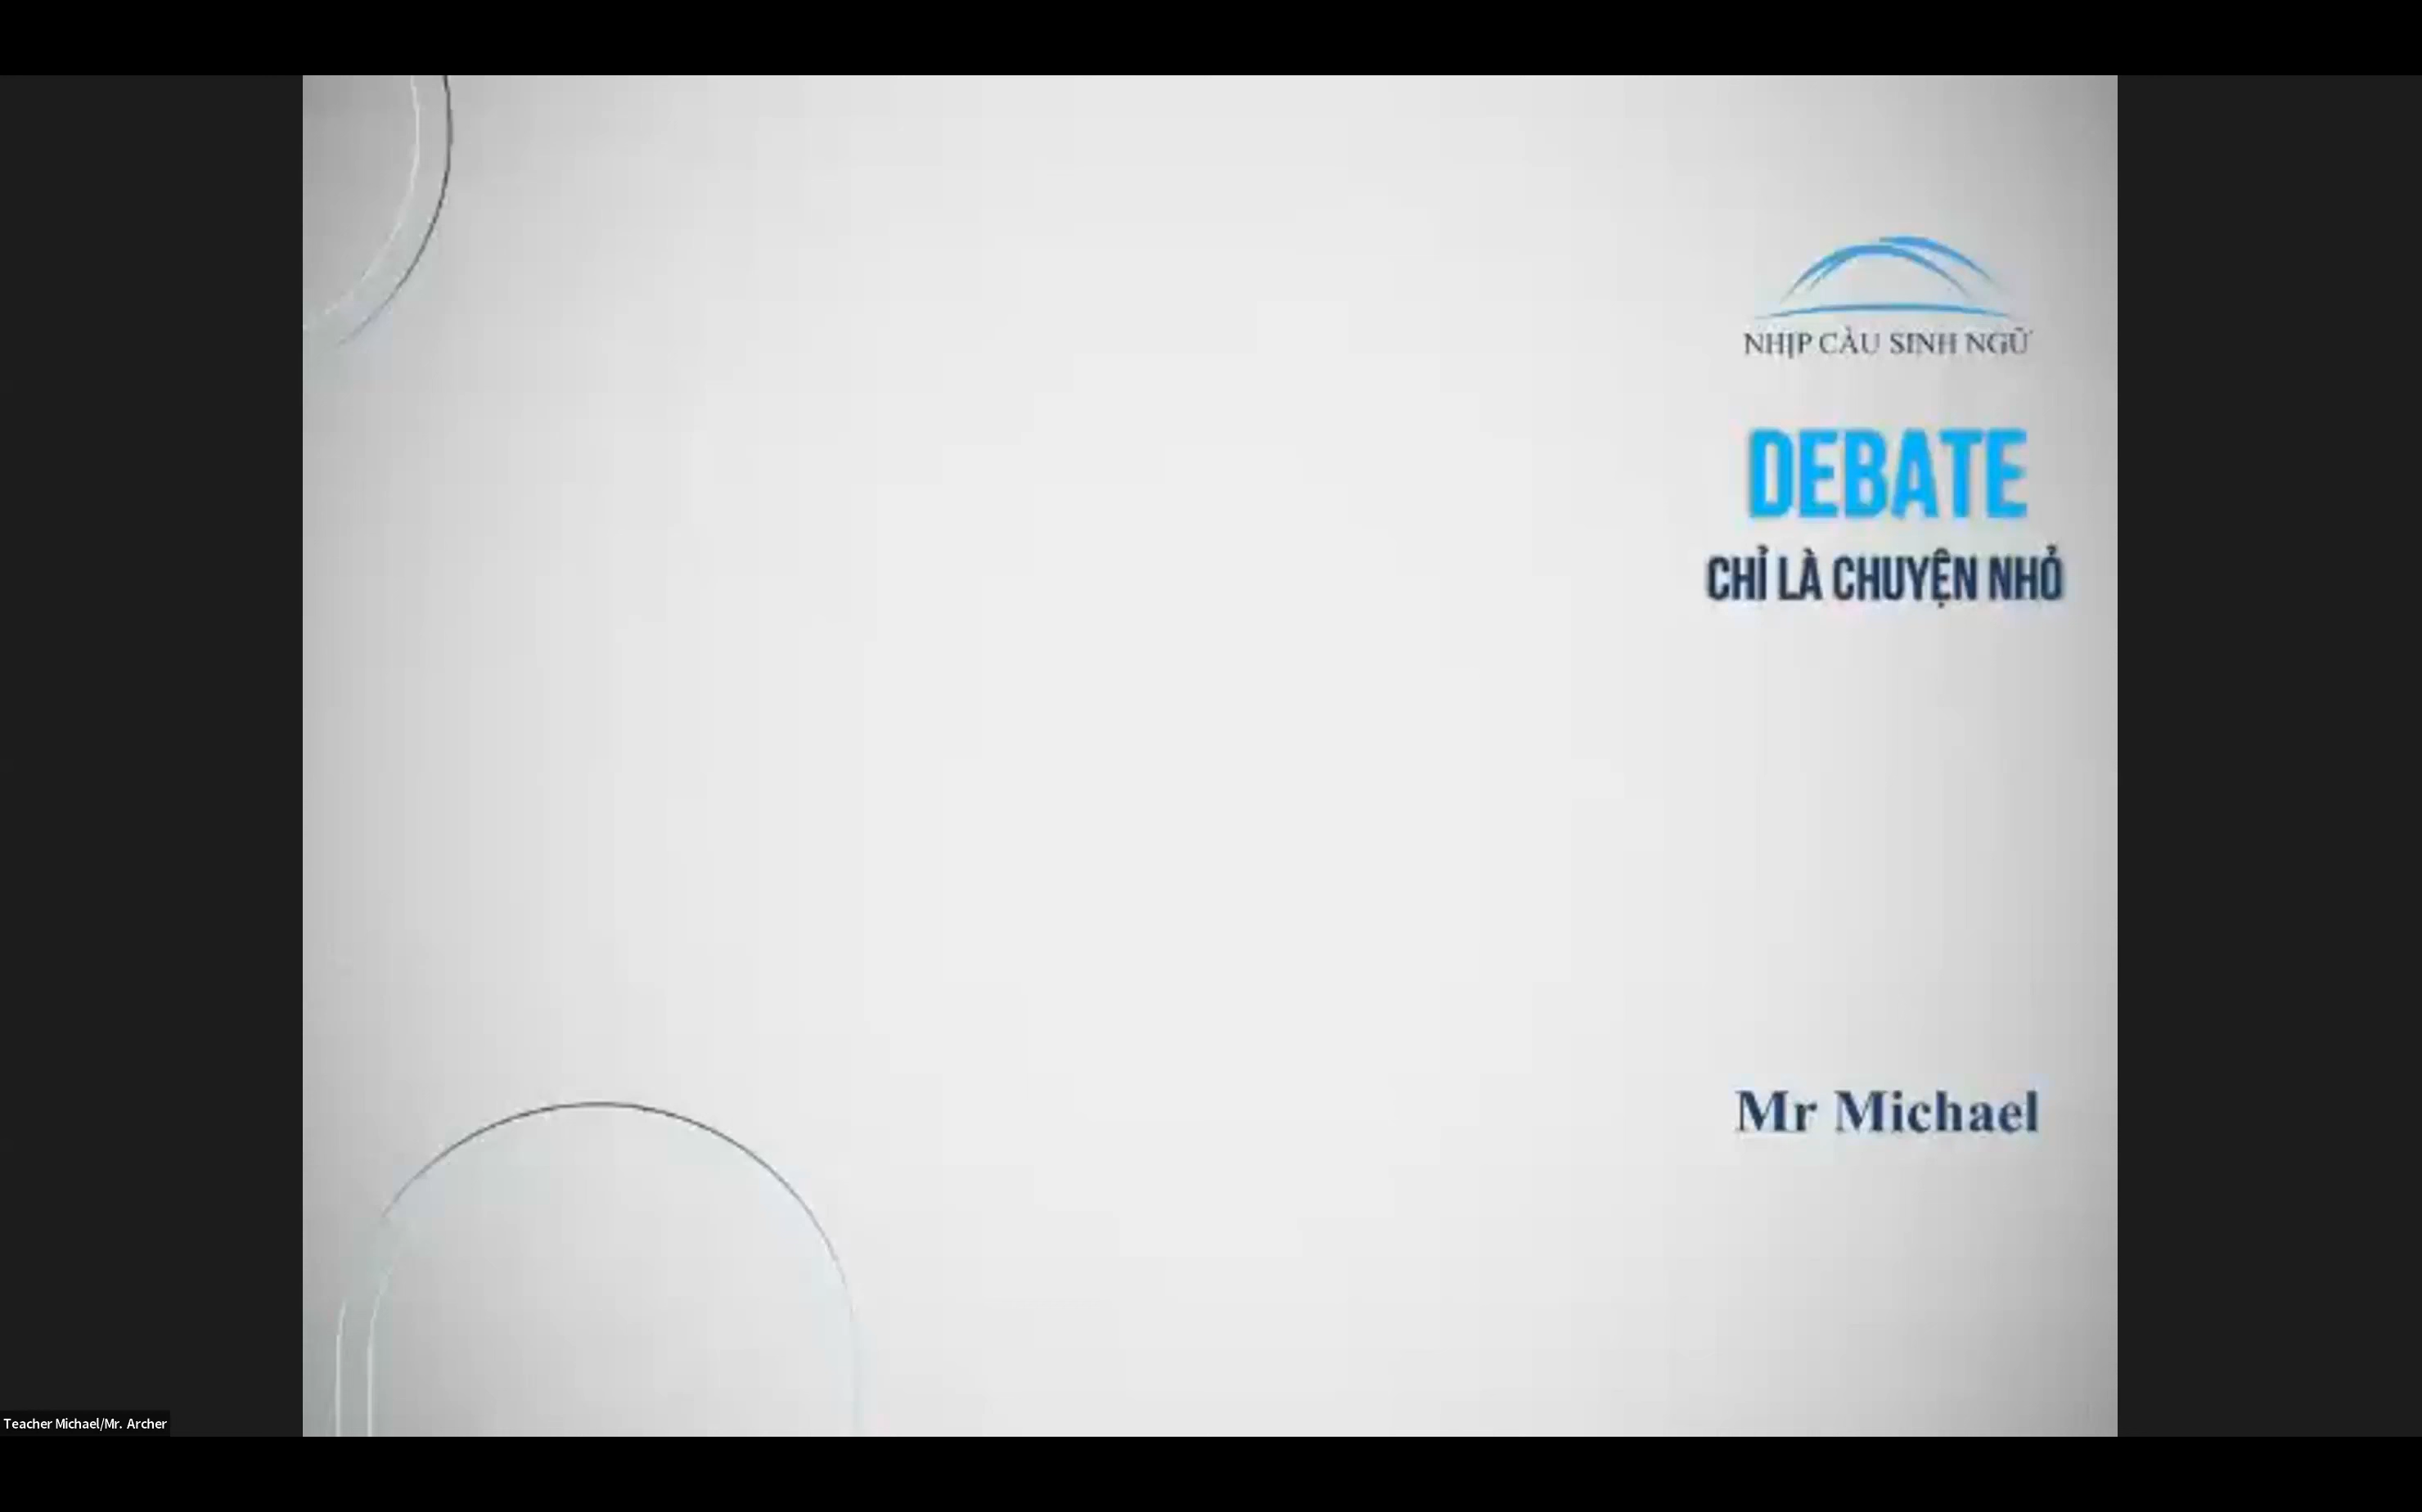 NHỊP CẦU SINH NGỮ
DEBATE
CHỈ LÀ CHUYỆN NHỎ
Mr Michael
Teacher Michael/Mr. Archer